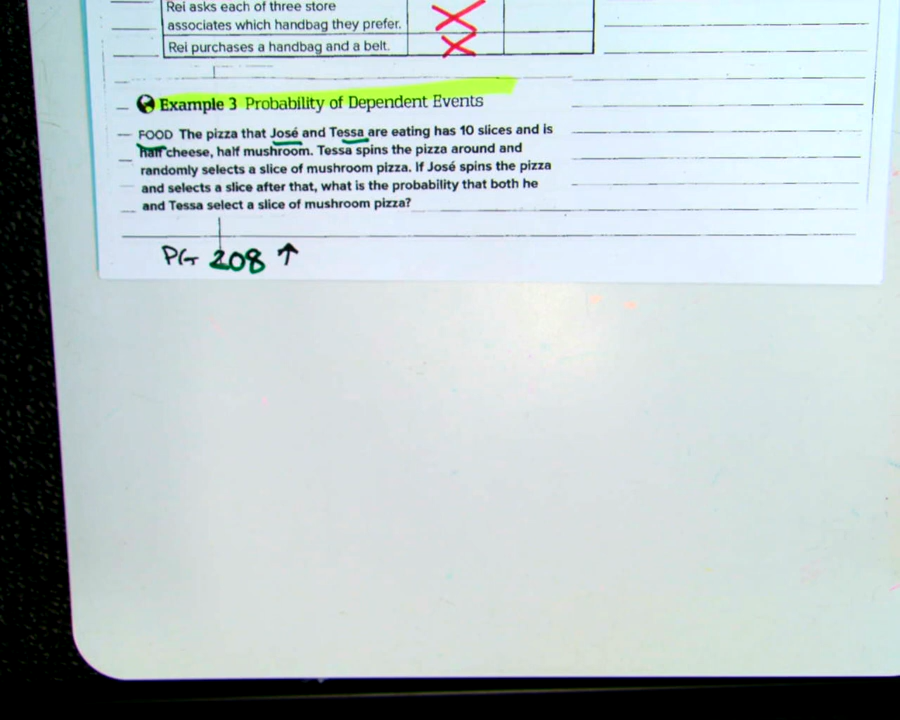 Rei asks each of three store
associates which handbag they prefer.
Rei purchases a handbag and a belt.
Example 3 Probability of Dependent Events
FOOD The pizza that José and Tessa are eating has 10 slices and is
half cheese, half mushroom. Tessa spins the pizza around and
randomly selects a slice of mushroom pizza. If José spins the pizza
and selects a slice after that, what is the probability that both he
and Tessa select a slice of mushroom pizza?
PG 208 ↑